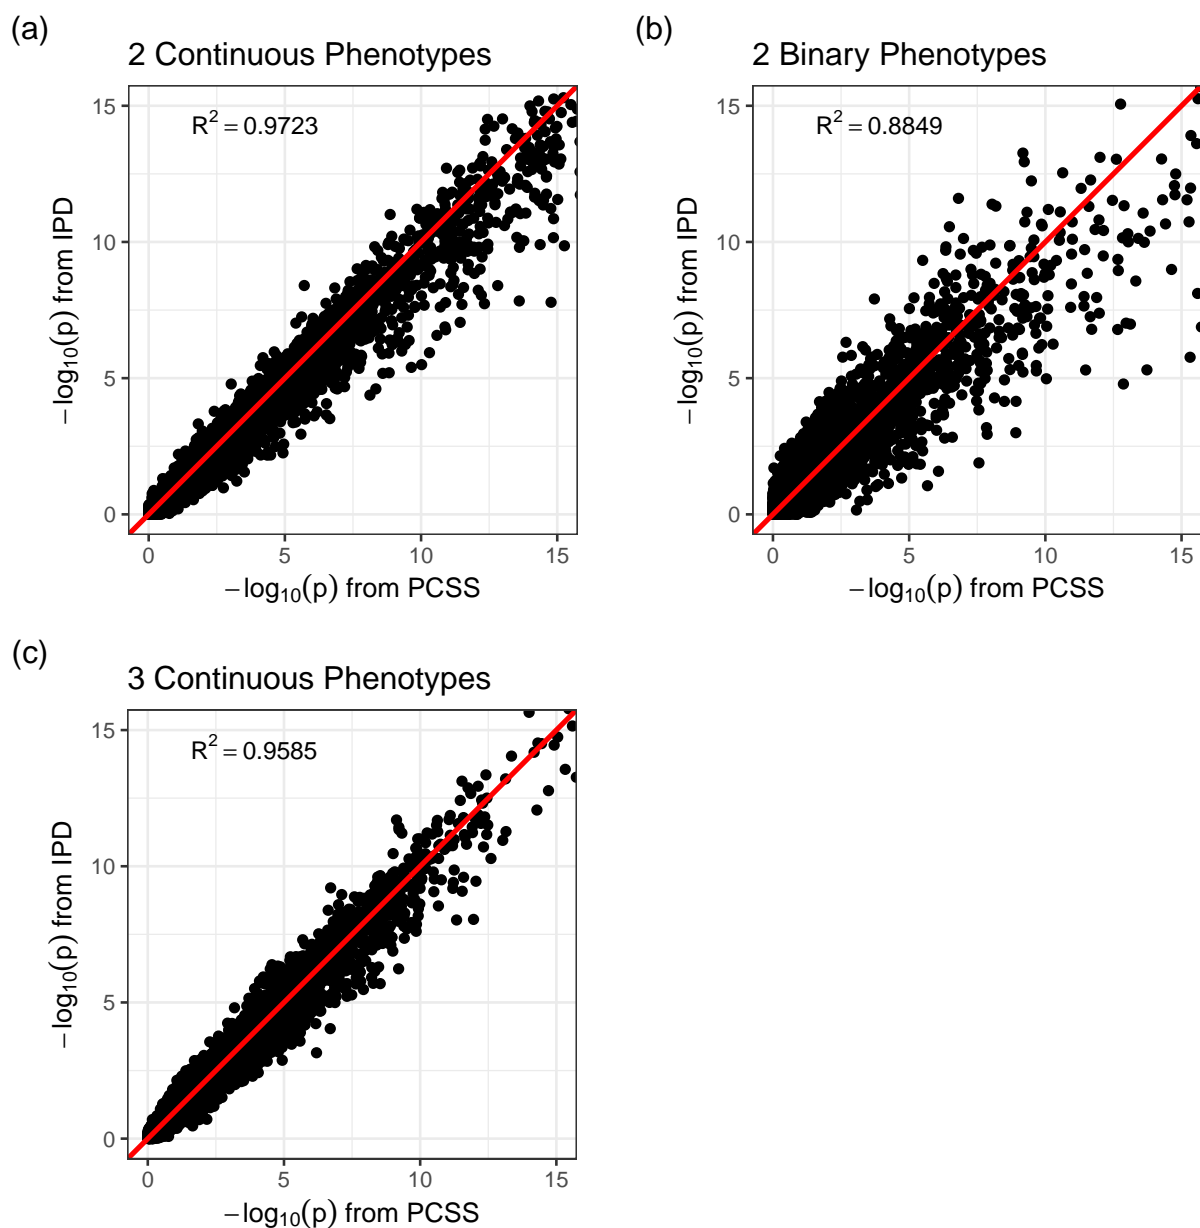 (a)
2 Continuous Phenotypes
R² = 0.9723
15
10
5
0
−log₁₀(p) from IPD
0 5 10 15
−log₁₀(p) from PCSS
(b)
2 Binary Phenotypes
R² = 0.8849
15
10
5
0
−log₁₀(p) from IPD
0 5 10 15
−log₁₀(p) from PCSS
(c)
3 Continuous Phenotypes
R² = 0.9585
15
10
5
0
−log₁₀(p) from IPD
0 5 10 15
−log₁₀(p) from PCSS